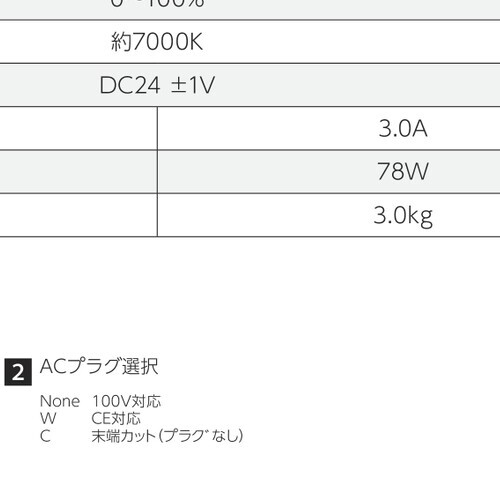 0~100%
約7000K
DC24 ±1V
3.0A
78W
3.0kg
2 ACプラグ選択
None 100V対応
W CE対応
C 末端カット(プラグなし)